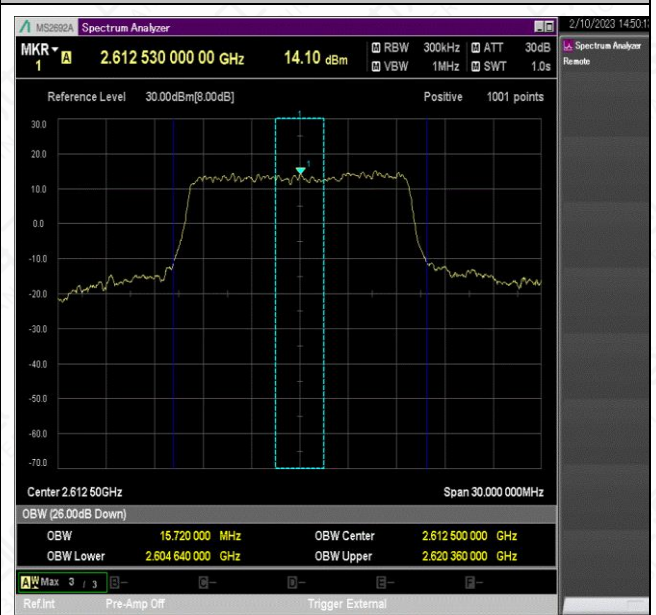 MS2692A Spectrum Analyzer 2/10/2023 14:50:1
MKR 1 A 2.612 530 000 00 GHz 14.10 dBm M RBW 300kHz M ATT 30dB
M VBW 1MHz M SWT 1.0s
Spectrum Analyzer
Remote
Reference Level 30.00dBm[8.00dB] Positive 1001 points
30.0
1
20.0
10.0
0.0
-10.0
-20.0
-30.0
-40.0
-50.0
-60.0
-70.0
Center 2.612 50GHz Span 30.000 000MHz
OBW (26.00dB Down)
OBW 15.720 000 MHz OBW Center 2.612 500 000 GHz
OBW Lower 2.604 640 000 GHz OBW Upper 2.620 360 000 GHz
A W Max 3 / 3 B- C- D- E- F-
Ref.Int Pre-Amp Off Trigger External